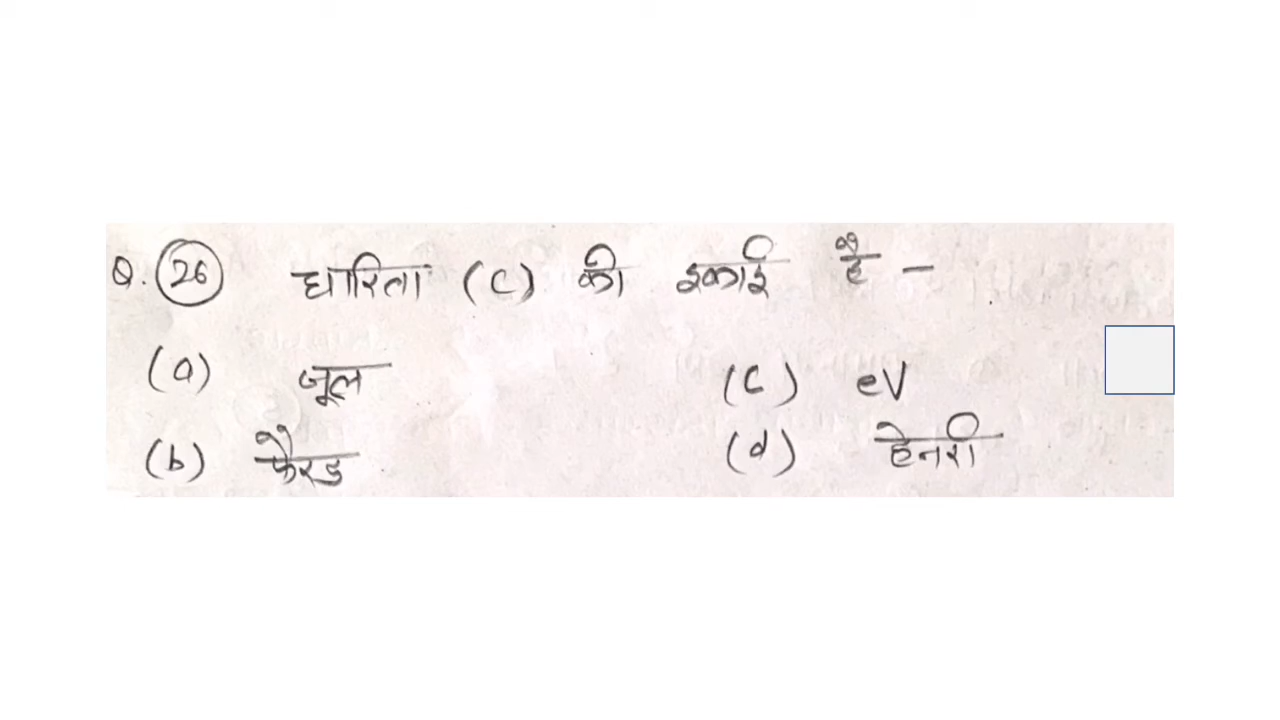 Q. 26 धारिता (C) की इकाई है –
(a) जूल (C) eV
(b) फैरड (d) हेनरी